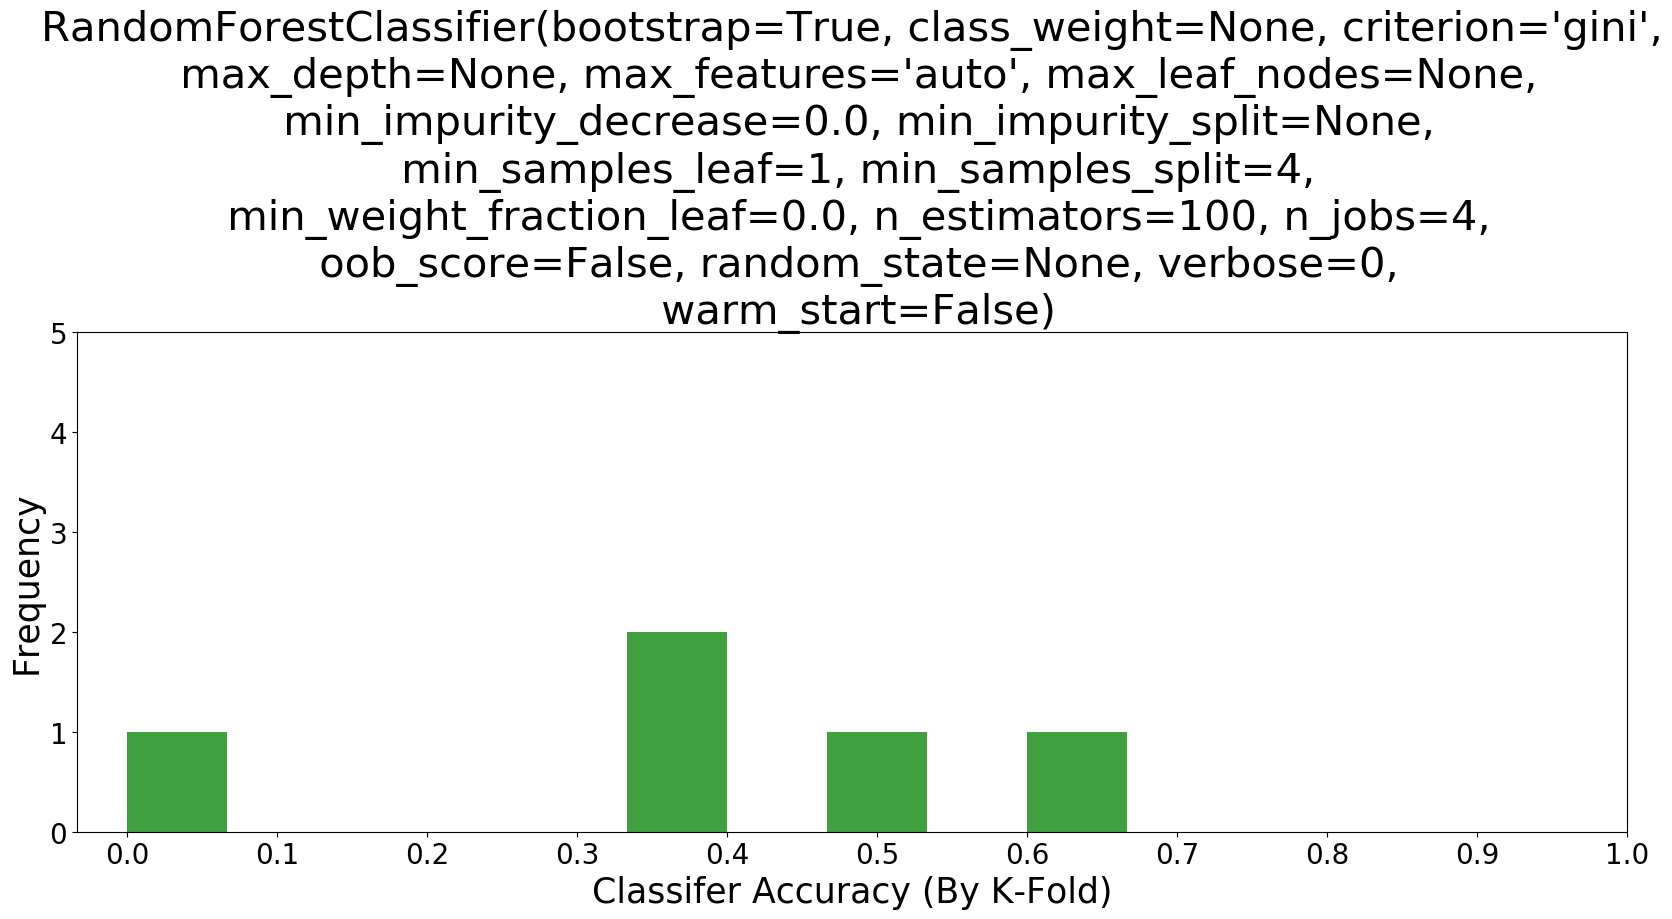 RandomForestClassifier(bootstrap=True, class_weight=None, criterion='gini',
max_depth=None, max_features='auto', max_leaf_nodes=None,
min_impurity_decrease=0.0, min_impurity_split=None,
min_samples_leaf=1, min_samples_split=4,
min_weight_fraction_leaf=0.0, n_estimators=100, n_jobs=4,
oob_score=False, random_state=None, verbose=0,
warm_start=False)
5
4
3
2
1
0
Frequency
0.0 0.1 0.2 0.3 0.4 0.5 0.6 0.7 0.8 0.9 1.0
Classifer Accuracy (By K-Fold)